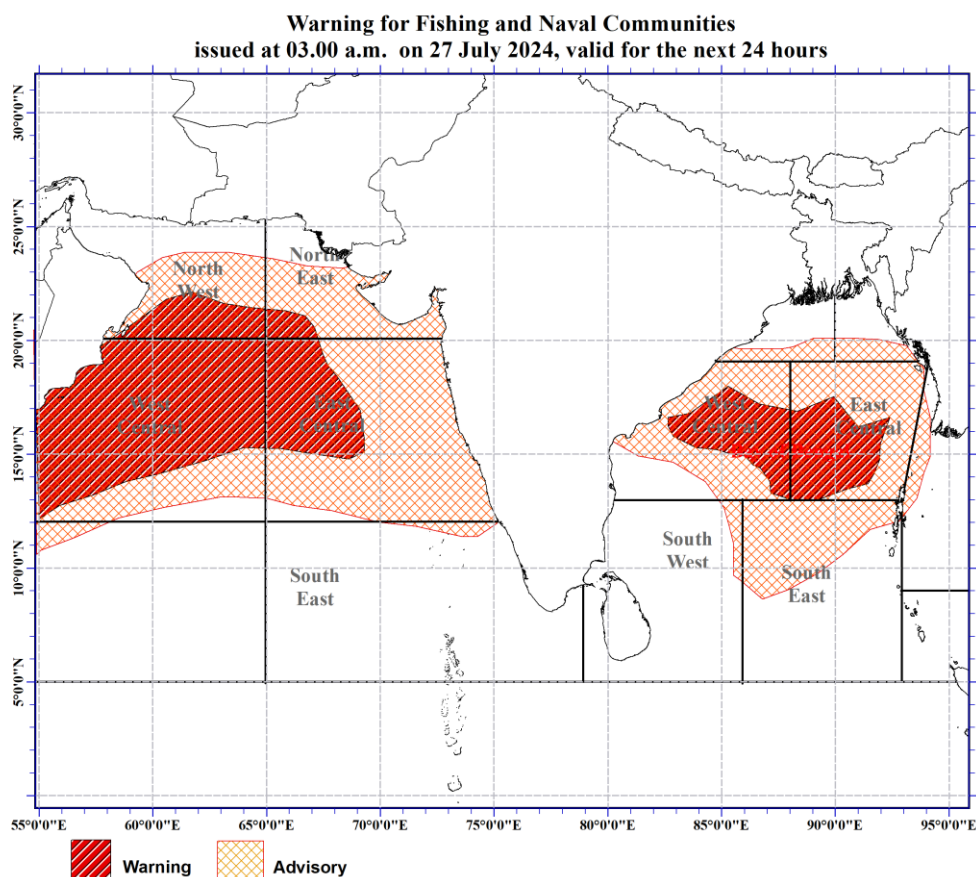 Warning for Fishing and Naval Communities
issued at 03.00 a.m. on 27 July 2024, valid for the next 24 hours
30°0'0"N
25°0'0"N
20°0'0"N
15°0'0"N
10°0'0"N
5°0'0"N
North
West
North
East
West
Central
East
Central
West
Central
East
Central
South
West
South
East
South
East
55°0'0"E
60°0'0"E
65°0'0"E
70°0'0"E
75°0'0"E
80°0'0"E
85°0'0"E
90°0'0"E
95°0'0"E
Warning
Advisory